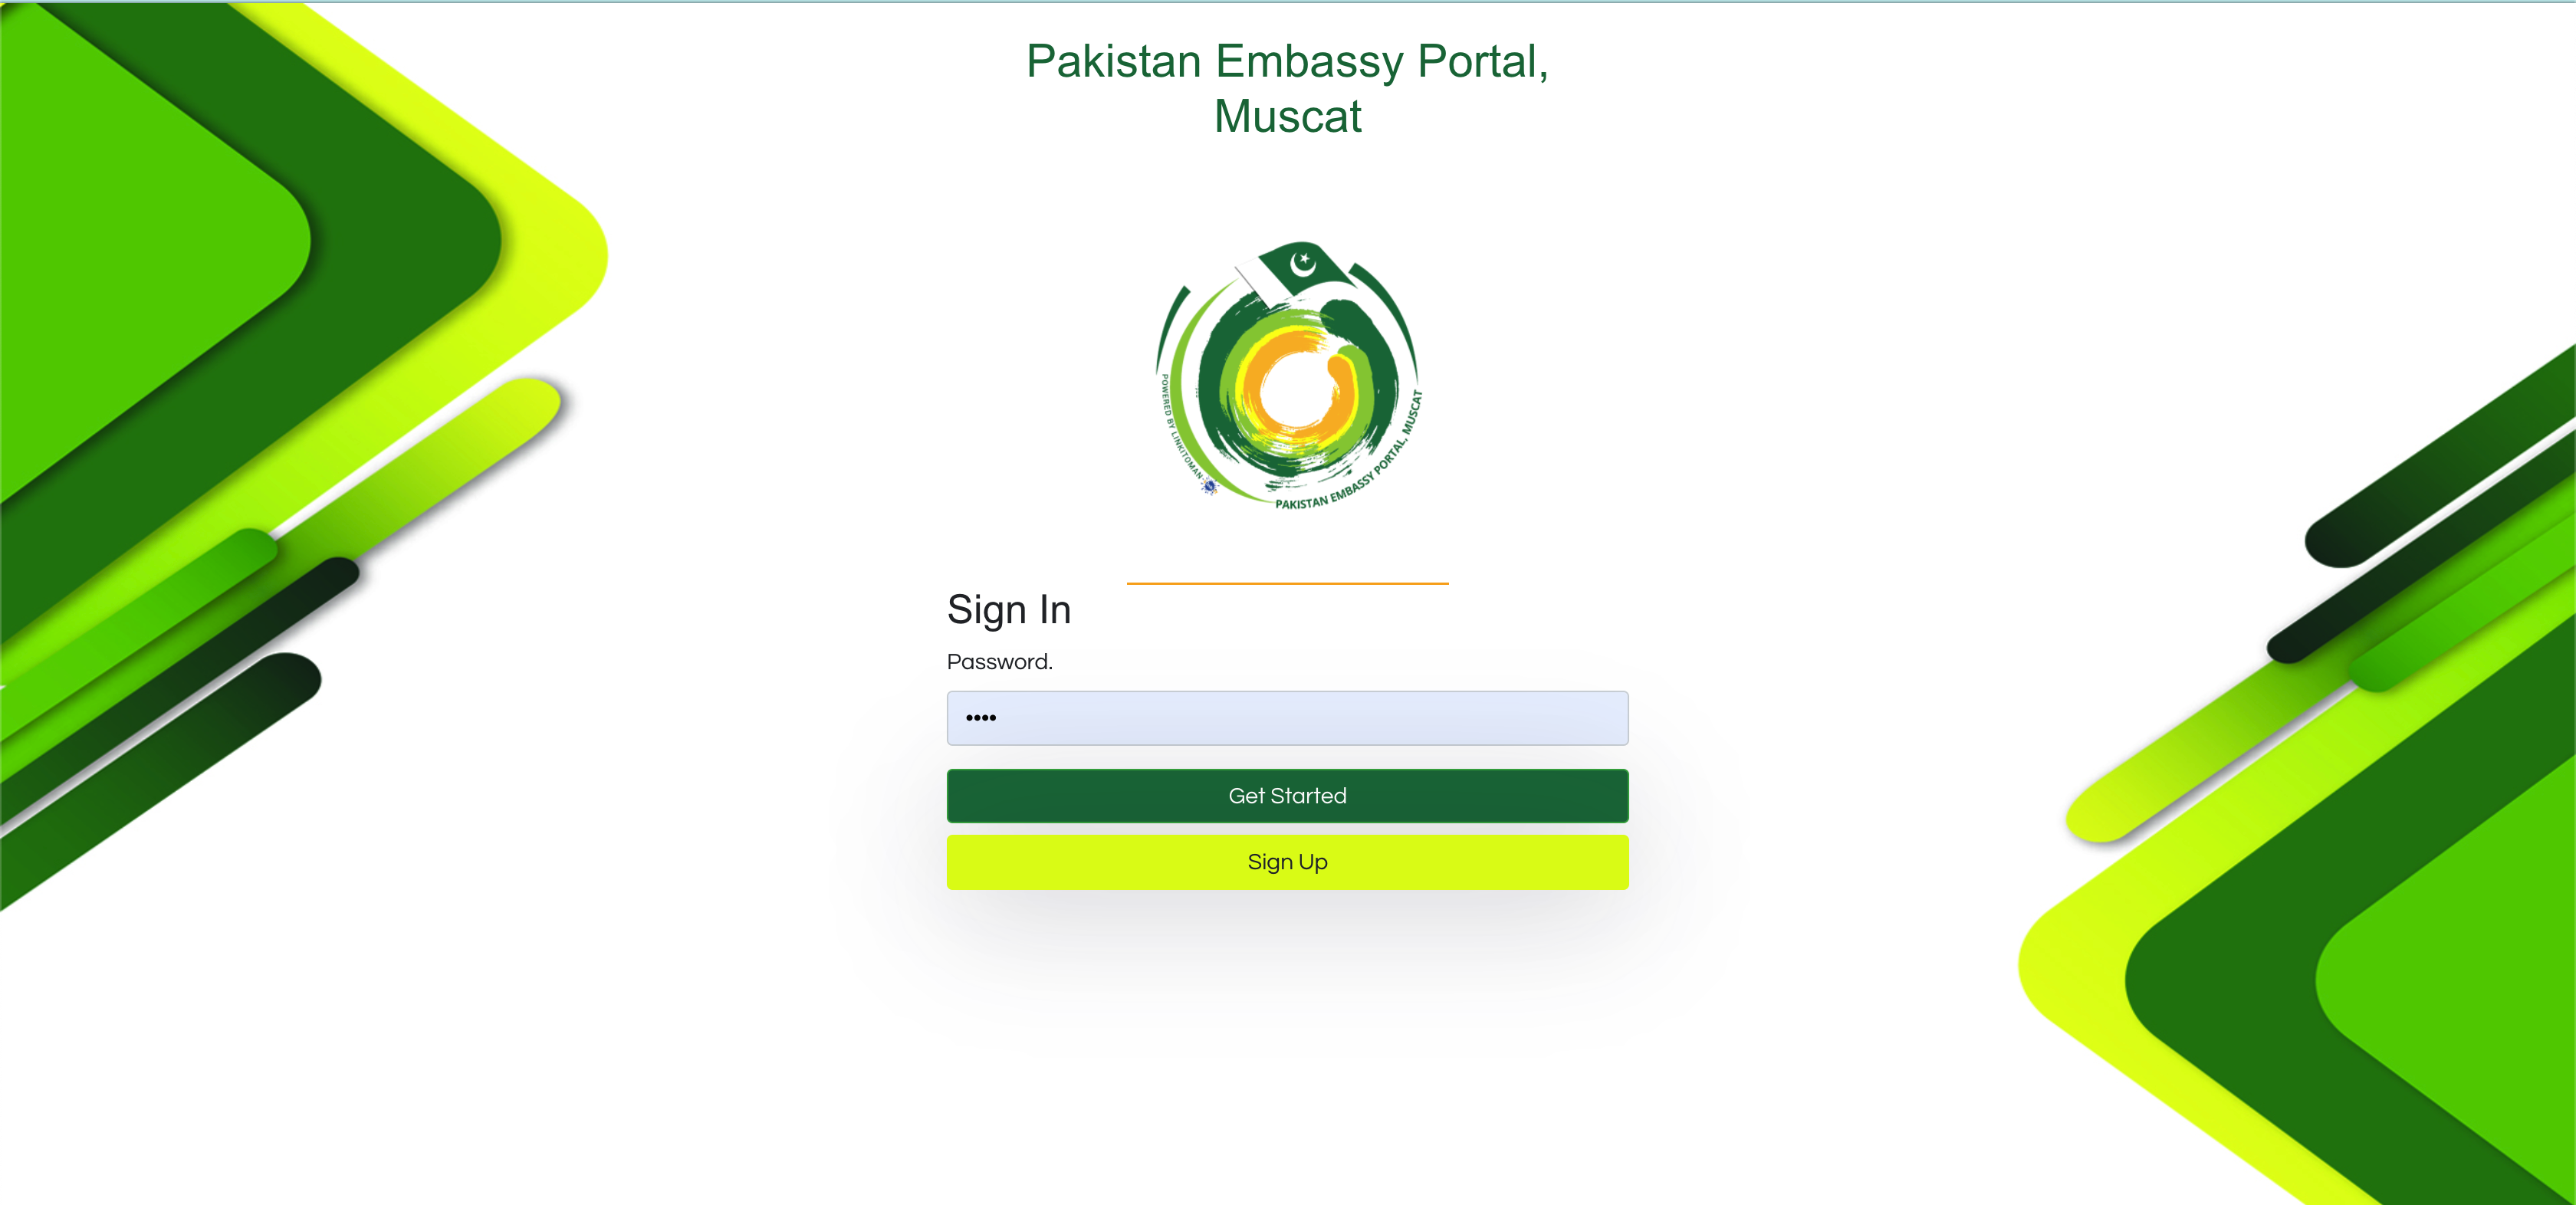 Pakistan Embassy Portal,
Muscat
POWERED BY LINKITOMAN
PAKISTAN EMBASSY PORTAL, MUSCAT
Sign In
Password.
••••
Get Started
Sign Up